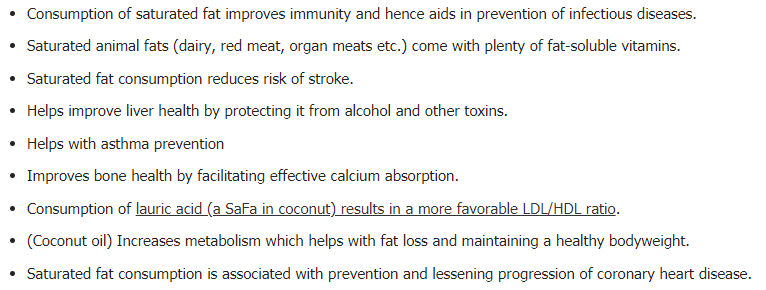 • Consumption of saturated fat improves immunity and hence aids in prevention of infectious diseases.
• Saturated animal fats (dairy, red meat, organ meats etc.) come with plenty of fat-soluble vitamins.
• Saturated fat consumption reduces risk of stroke.
• Helps improve liver health by protecting it from alcohol and other toxins.
• Helps with asthma prevention
• Improves bone health by facilitating effective calcium absorption.
• Consumption of lauric acid (a SaFa in coconut) results in a more favorable LDL/HDL ratio.
• (Coconut oil) Increases metabolism which helps with fat loss and maintaining a healthy bodyweight.
• Saturated fat consumption is associated with prevention and lessening progression of coronary heart disease.